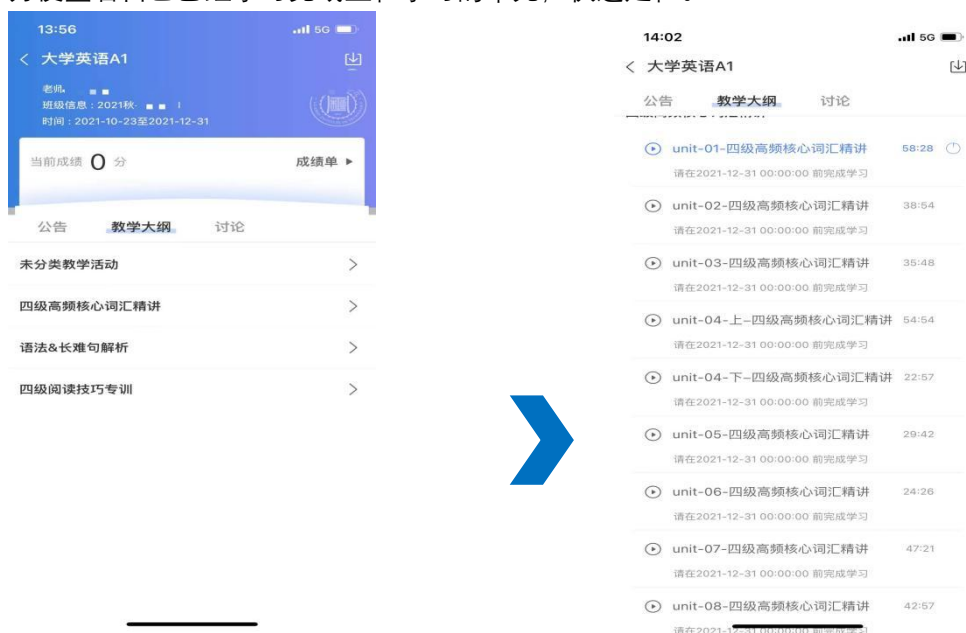 13:56
5G
大学英语A1
老师:
班级信息：2021秋
时间：2021-10-23至2021-12-31
当前成绩 0 分
成绩单
公告 教学大纲 讨论
未分类教学活动
四级高频核心词汇精讲
语法&长难句解析
四级阅读技巧专训
14:02
5G
大学英语A1
公告 教学大纲 讨论
unit-01-四级高频核心词汇精讲 58:28
请在2021-12-31 00:00:00 前完成学习
unit-02-四级高频核心词汇精讲 38:54
请在2021-12-31 00:00:00 前完成学习
unit-03-四级高频核心词汇精讲 35:48
请在2021-12-31 00:00:00 前完成学习
unit-04-上-四级高频核心词汇精讲 54:54
请在2021-12-31 00:00:00 前完成学习
unit-04-下-四级高频核心词汇精讲 22:57
请在2021-12-31 00:00:00 前完成学习
unit-05-四级高频核心词汇精讲 29:42
请在2021-12-31 00:00:00 前完成学习
unit-06-四级高频核心词汇精讲 24:26
请在2021-12-31 00:00:00 前完成学习
unit-07-四级高频核心词汇精讲 47:21
请在2021-12-31 00:00:00 前完成学习
unit-08-四级高频核心词汇精讲 42:57